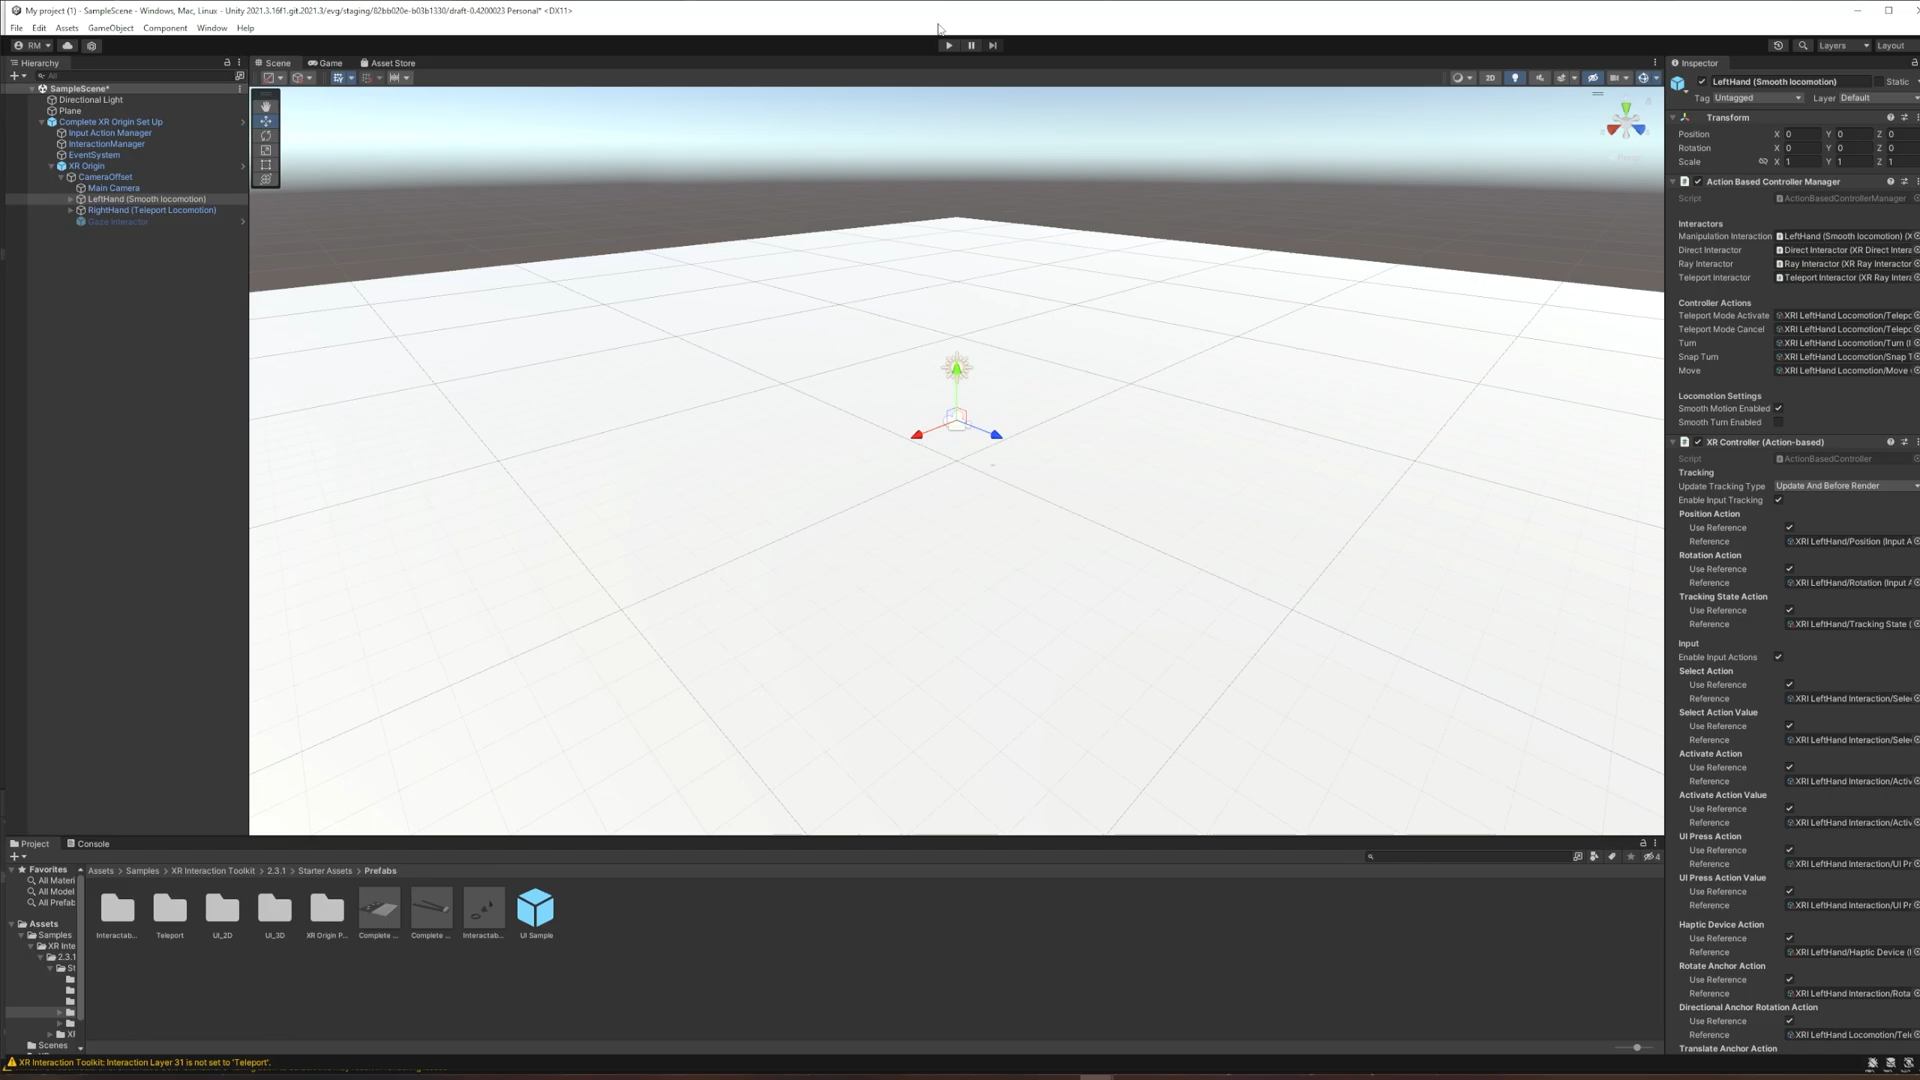 My project (1) - SampleScene - Windows, Mac, Linux - Unity 2021.3.16f1.git.2021.3/evg/staging/82bb020e-b03b1330/draft-0.4200023 Personal* <DX11>
File Edit Assets GameObject Component Window Help
RM Layers Layout
Hierarchy
All
SampleScene*
Directional Light
Plane
Complete XR Origin Set Up
Input Action Manager
InteractionManager
EventSystem
XR Origin
CameraOffset
Main Camera
LeftHand (Smooth locomotion)
RightHand (Teleport Locomotion)
Gaze Interactor
Scene Game Asset Store
2D
Inspector
LeftHand (Smooth locomotion) Static
Tag Untagged Layer Default
Transform
Position X 0 Y 0 Z 0
Rotation X 0 Y 0 Z 0
Scale X 1 Y 1 Z 1
Action Based Controller Manager
Script ActionBasedControllerManager
Interactors
Manipulation Interaction LeftHand (Smooth locomotion) (X
Direct Interactor Direct Interactor (XR Direct Intera
Ray Interactor Ray Interactor (XR Ray Interactor
Teleport Interactor Teleport Interactor (XR Ray Intera
Controller Actions
Teleport Mode Activate XRI LeftHand Locomotion/Telepo
Teleport Mode Cancel XRI LeftHand Locomotion/Telepo
Turn XRI LeftHand Locomotion/Turn (I
Snap Turn XRI LeftHand Locomotion/Snap T
Move XRI LeftHand Locomotion/Move
Locomotion Settings
Smooth Motion Enabled
Smooth Turn Enabled
XR Controller (Action-based)
Script ActionBasedController
Tracking
Update Tracking Type Update And Before Render
Enable Input Tracking
Position Action
Use Reference
Reference XRI LeftHand/Position (Input A
Rotation Action
Use Reference
Reference XRI LeftHand/Rotation (Input A
Tracking State Action
Use Reference
Reference XRI LeftHand/Tracking State (
Input
Enable Input Actions
Select Action
Use Reference
Reference XRI LeftHand Interaction/Sele
Select Action Value
Use Reference
Reference XRI LeftHand Interaction/Sele
Activate Action
Use Reference
Reference XRI LeftHand Interaction/Activ
Activate Action Value
Use Reference
Reference XRI LeftHand Interaction/Activ
UI Press Action
Use Reference
Reference XRI LeftHand Interaction/UI Pr
UI Press Action Value
Use Reference
Reference XRI LeftHand Interaction/UI Pr
Haptic Device Action
Use Reference
Reference XRI LeftHand/Haptic Device (I
Rotate Anchor Action
Use Reference
Reference XRI LeftHand Interaction/Rota
Directional Anchor Rotation Action
Use Reference
Reference XRI LeftHand Locomotion/Tele
Translate Anchor Action
Project Console
4
Favorites
All Materi
All Model
All Prefab
Assets
Samples
XR Inte
2.3.1
St
XI
Scenes
Assets Samples XR Interaction Toolkit 2.3.1 Starter Assets Prefabs
Interactab... Teleport UI_2D UI_3D XR Origin P... Complete ... Complete ... Interactab... UI Sample
XR Interaction Toolkit: Interaction Layer 31 is not set to 'Teleport'.